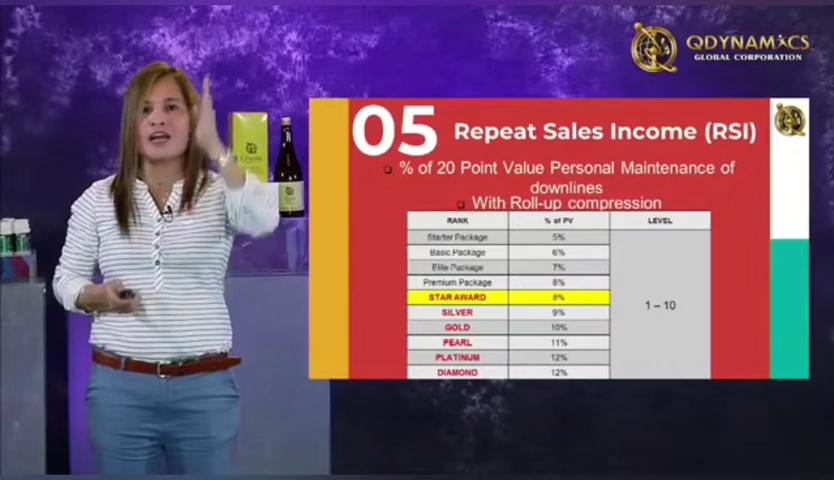 QDYNAMICS
GLOBAL CORPORATION
05 Repeat Sales Income (RSI)
% of 20 Point Value Personal Maintenance of
downlines
With Roll-up compression
RANK % of PV LEVEL
Starter Package 5%
Basic Package 6%
Elite Package 7%
Premium Package 8%
STAR AWARD 8%
SILVER 9%
1 – 10
GOLD 10%
PEARL 11%
PLATINUM 12%
DIAMOND 12%